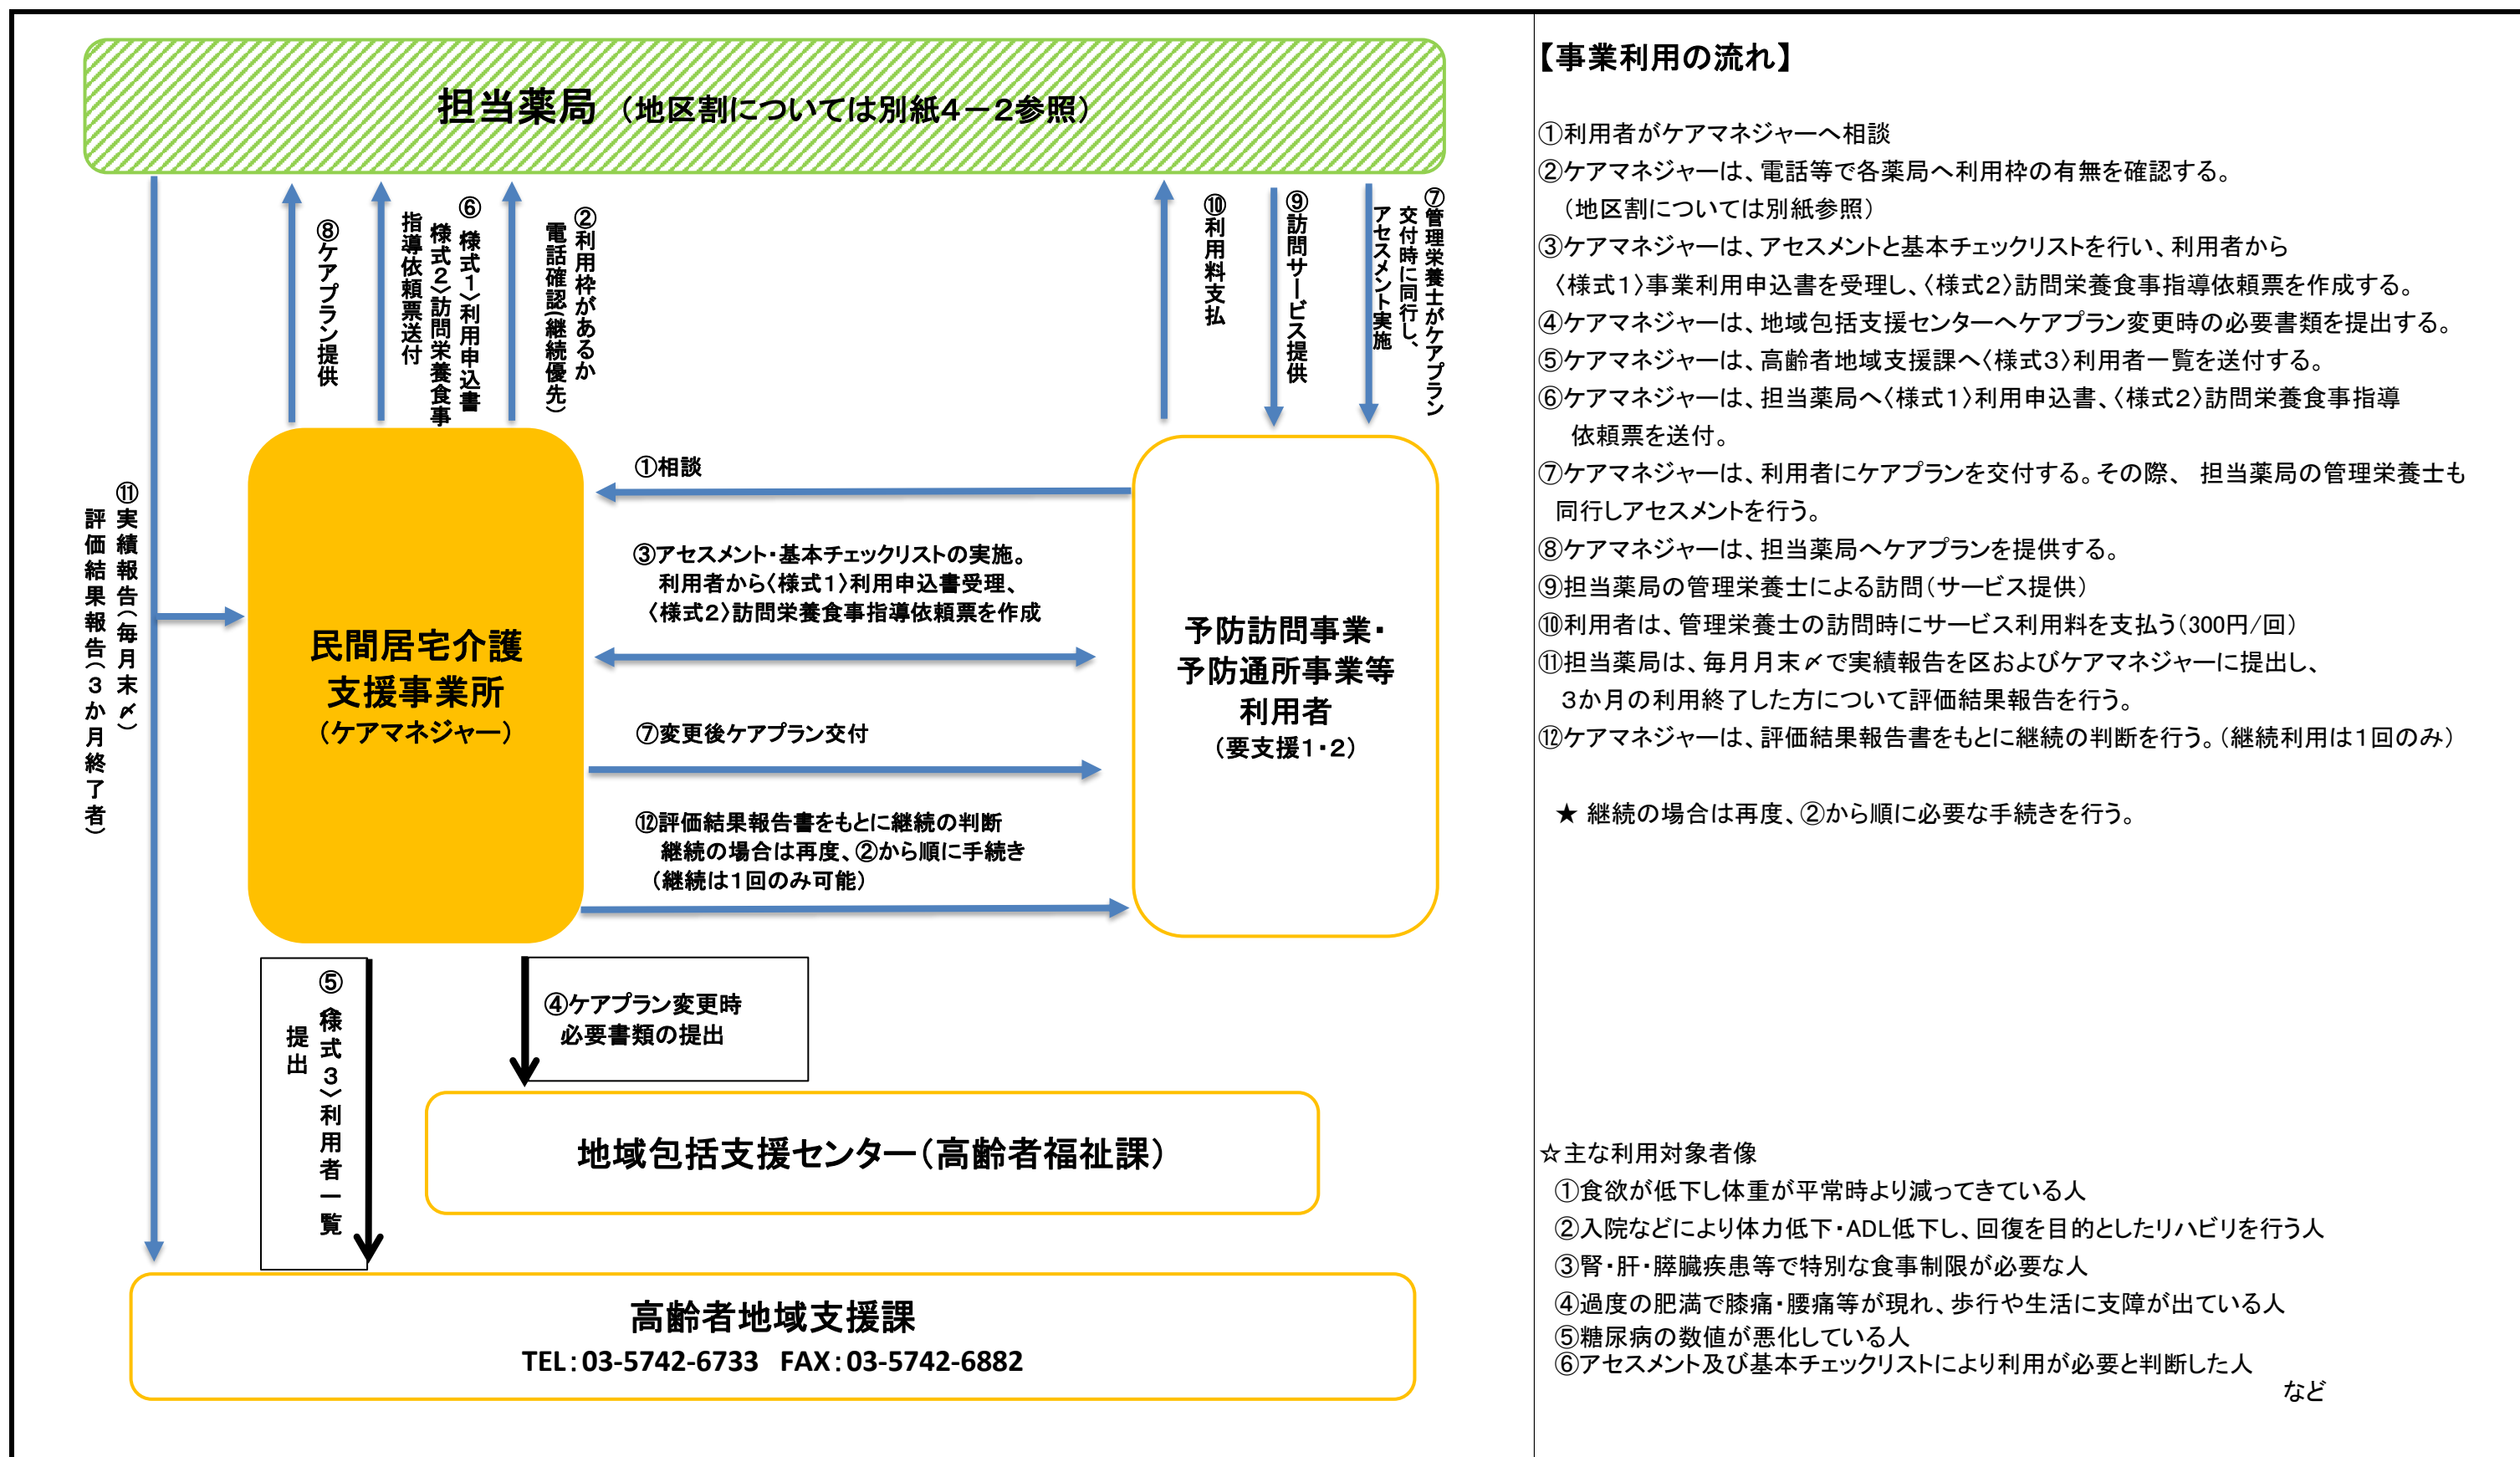 担当薬局（地区割については別紙4－2参照）
⑧ケアプラン提供
⑥様式１〉利用申込書
様式２〉訪問栄養食事
指導依頼票送付
②利用枠があるか
電話確認（継続優先）
⑩利用料支払
⑨訪問サービス提供
⑦管理栄養士がケアプラン
交付時に同行し、
アセスメント実施
⑪実績報告（毎月末〆）
評価結果報告（３か月終了者）
民間居宅介護
支援事業所
（ケアマネジャー）
①相談
③アセスメント・基本チェックリストの実施。
利用者から〈様式１〉利用申込書受理、
〈様式２〉訪問栄養食事指導依頼票を作成
⑦変更後ケアプラン交付
⑫評価結果報告書をもとに継続の判断
継続の場合は再度、②から順に手続き
（継続は１回のみ可能）
予防訪問事業・
予防通所事業等
利用者
（要支援１・２）
⑤〈様式３〉利用者一覧
提出
④ケアプラン変更時
必要書類の提出
地域包括支援センター（高齢者福祉課）
高齢者地域支援課
TEL：03-5742-6733　FAX：03-5742-6882
【事業利用の流れ】
①利用者がケアマネジャーへ相談
②ケアマネジャーは、電話等で各薬局へ利用枠の有無を確認する。
（地区割については別紙参照）
③ケアマネジャーは、アセスメントと基本チェックリストを行い、利用者から
〈様式１〉事業利用申込書を受理し、〈様式２〉訪問栄養食事指導依頼票を作成する。
④ケアマネジャーは、地域包括支援センターへケアプラン変更時の必要書類を提出する。
⑤ケアマネジャーは、高齢者地域支援課へ〈様式３〉利用者一覧を送付する。
⑥ケアマネジャーは、担当薬局へ〈様式１〉利用申込書、〈様式２〉訪問栄養食事指導
依頼票を送付。
⑦ケアマネジャーは、利用者にケアプランを交付する。その際、 担当薬局の管理栄養士も
同行しアセスメントを行う。
⑧ケアマネジャーは、担当薬局へケアプランを提供する。
⑨担当薬局の管理栄養士による訪問（サービス提供）
⑩利用者は、管理栄養士の訪問時にサービス利用料を支払う（300円/回）
⑪担当薬局は、毎月月末〆で実績報告を区およびケアマネジャーに提出し、
３か月の利用終了した方について評価結果報告を行う。
⑫ケアマネジャーは、評価結果報告書をもとに継続の判断を行う。（継続利用は１回のみ）
★ 継続の場合は再度、②から順に必要な手続きを行う。
☆主な利用対象者像
①食欲が低下し体重が平常時より減ってきている人
②入院などにより体力低下・ADL低下し、回復を目的としたリハビリを行う人
③腎・肝・膵臓疾患等で特別な食事制限が必要な人
④過度の肥満で膝痛・腰痛等が現れ、歩行や生活に支障が出ている人
⑤糖尿病の数値が悪化している人
⑥アセスメント及び基本チェックリストにより利用が必要と判断した人
など